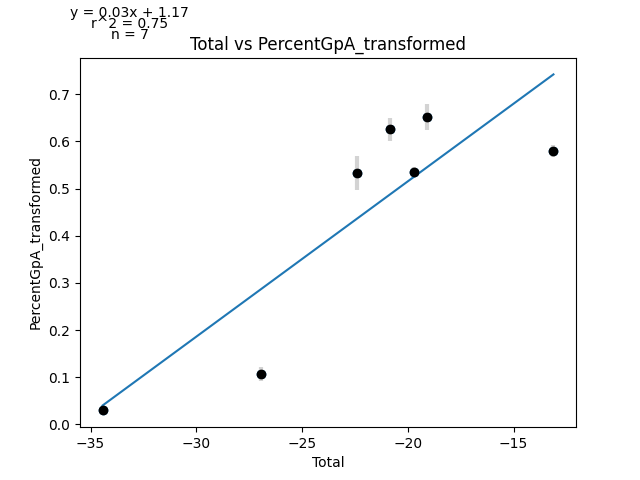 y = 0.03x + 1.17
r^2 = 0.75
n = 7
Total vs PercentGpA_transformed
PercentGpA_transformed
0.7
0.6
0.5
0.4
0.3
0.2
0.1
0.0
−35 −30 −25 −20 −15
Total